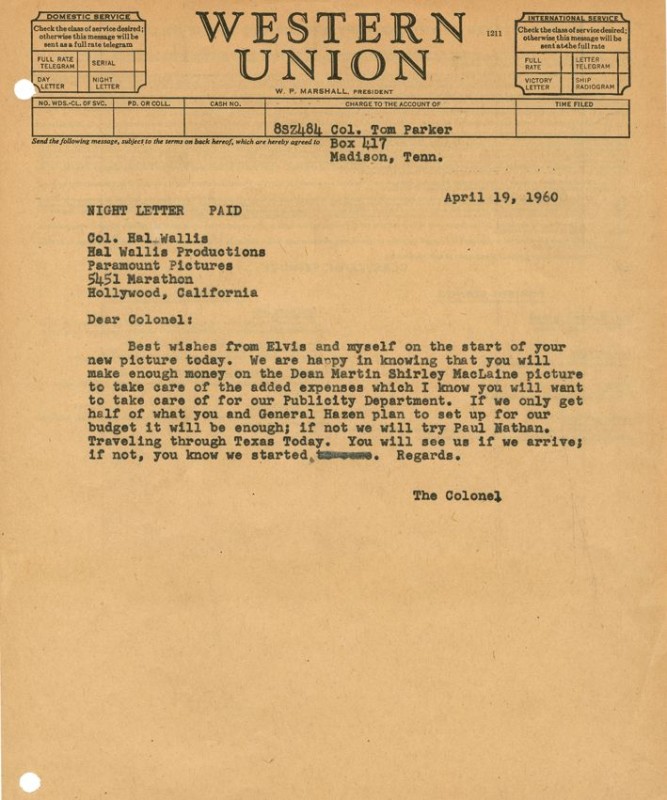 DOMESTIC SERVICE
Check the class of service desired;
otherwise this message will be
sent as a full rate telegram
FULL RATE TELEGRAM
SERIAL
DAY LETTER
NIGHT LETTER
WESTERN
UNION
1211
W. P. MARSHALL, PRESIDENT
INTERNATIONAL SERVICE
Check the class of service desired;
otherwise this message will be
sent at the full rate
FULL RATE
LETTER TELEGRAM
VICTORY LETTER
SHIP RADIOGRAM
NO. WDS.-CL. OF SVC.
PD. OR COLL.
CASH NO.
CHARGE TO THE ACCOUNT OF
TIME FILED
8SZ484 Col. Tom Parker
Send the following message, subject to the terms on back hereof, which are hereby agreed to
Box 417
Madison, Tenn.
April 19, 1960
NIGHT LETTER PAID
Col. Hal Wallis
Hal Wallis Productions
Paramount Pictures
5451 Marathon
Hollywood, California
Dear Colonel:
Best wishes from Elvis and myself on the start of your
new picture today. We are happy in knowing that you will
make enough money on the Dean Martin Shirley MacLaine picture
to take care of the added expenses which I know you will want
to take care of for our Publicity Department. If we only get
half of what you and General Hazen plan to set up for our
budget it will be enough; if not we will try Paul Nathan.
Traveling through Texas Today. You will see us if we arrive;
if not, you know we started. Regards.
The Colonel